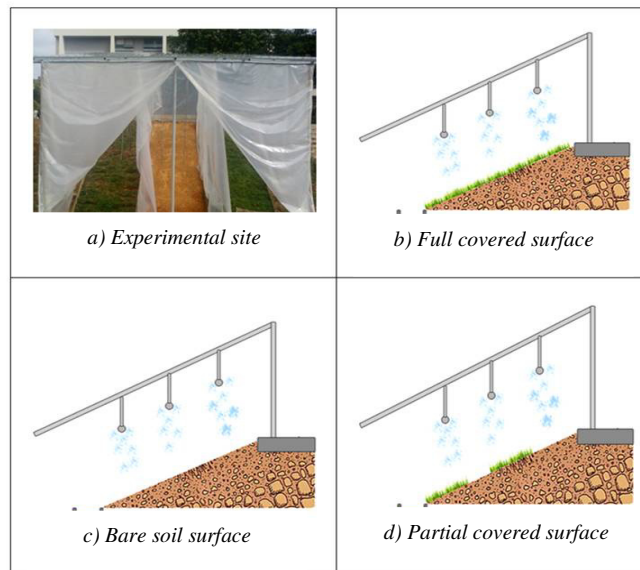 a) Experimental site
b) Full covered surface
c) Bare soil surface
d) Partial covered surface